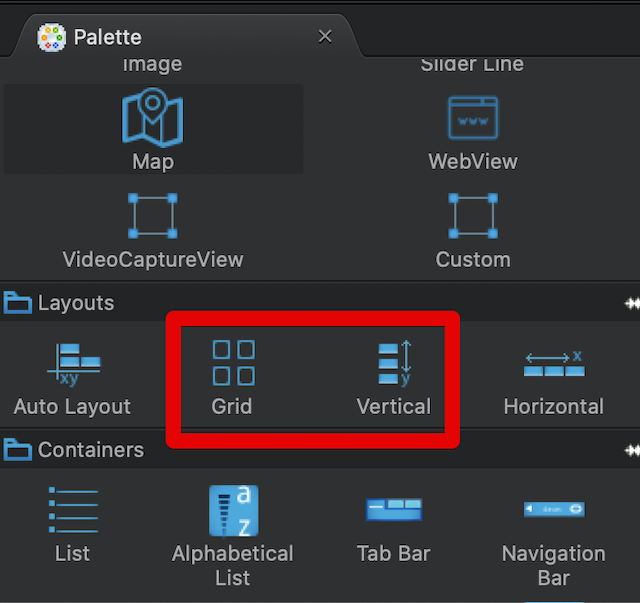 Palette
Image
Slider Line
www
Map
WebView
VideoCaptureView
Custom
Layouts
xy
y
x
Auto Layout
Grid
Vertical
Horizontal
Containers
a
z
List
Alphabetical
List
Tab Bar
Navigation
Bar